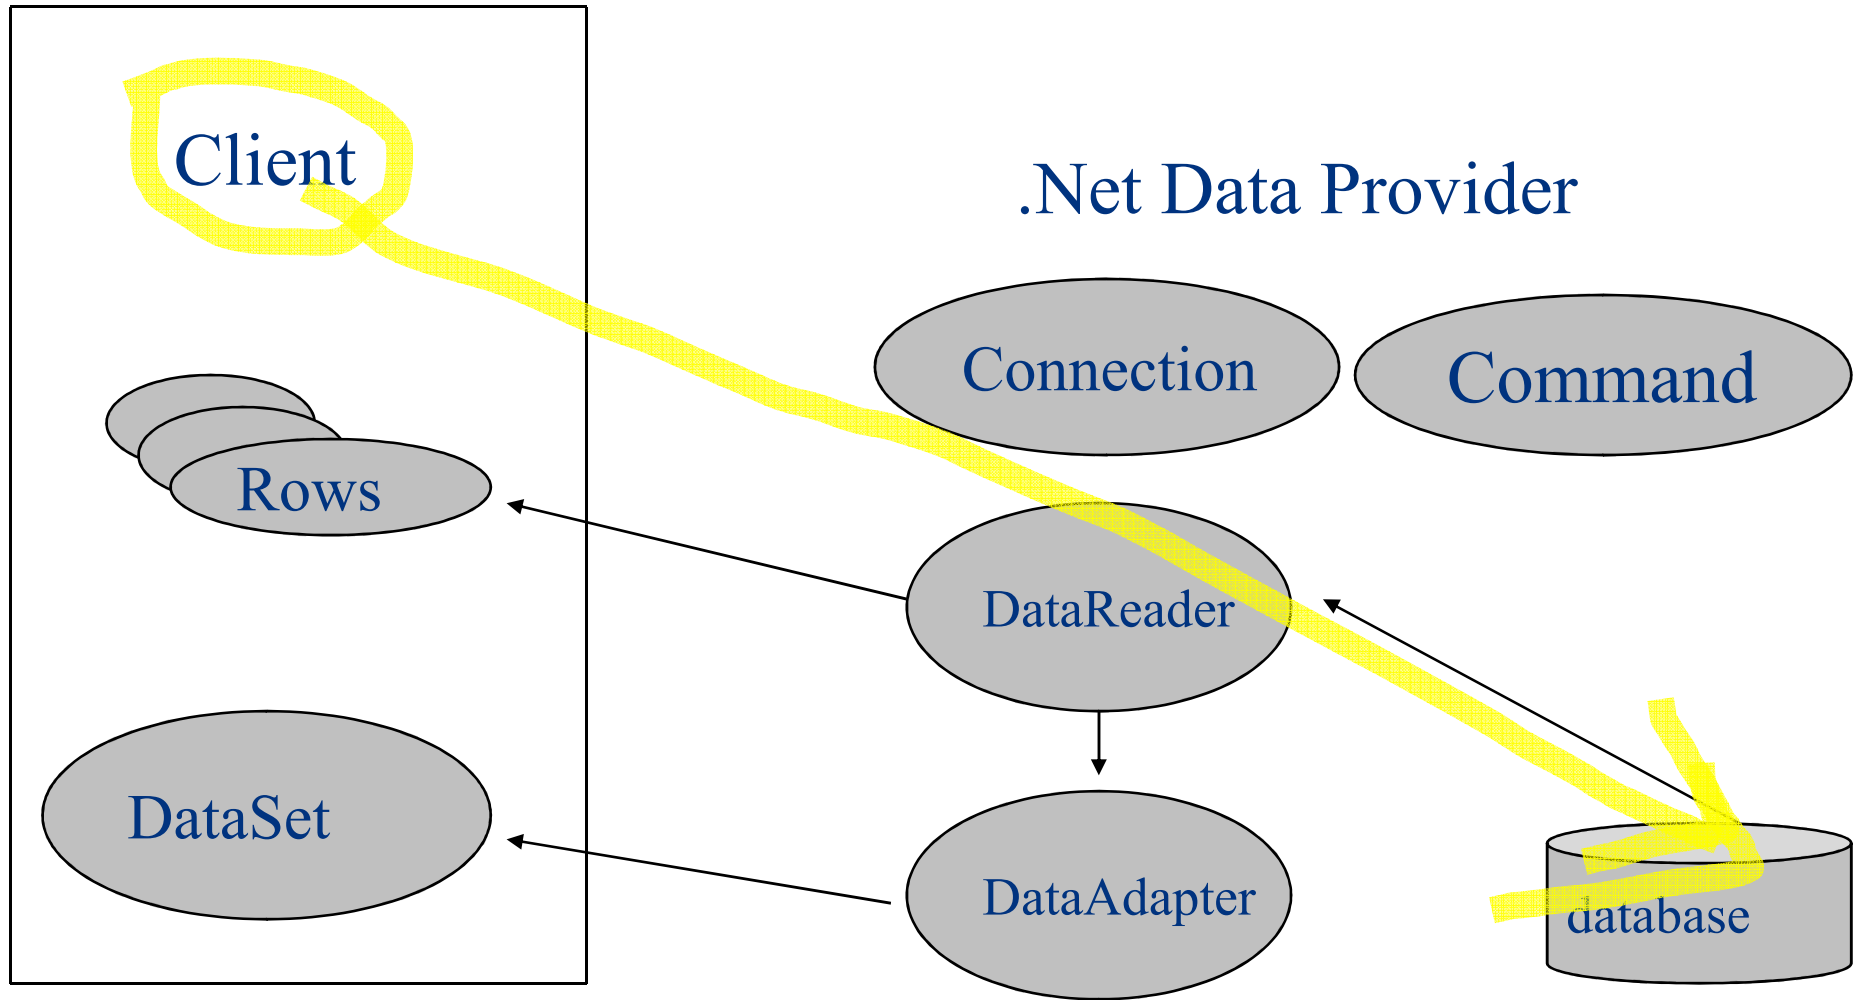 Client
.Net Data Provider
Connection
Command
Rows
DataReader
DataSet
DataAdapter
database